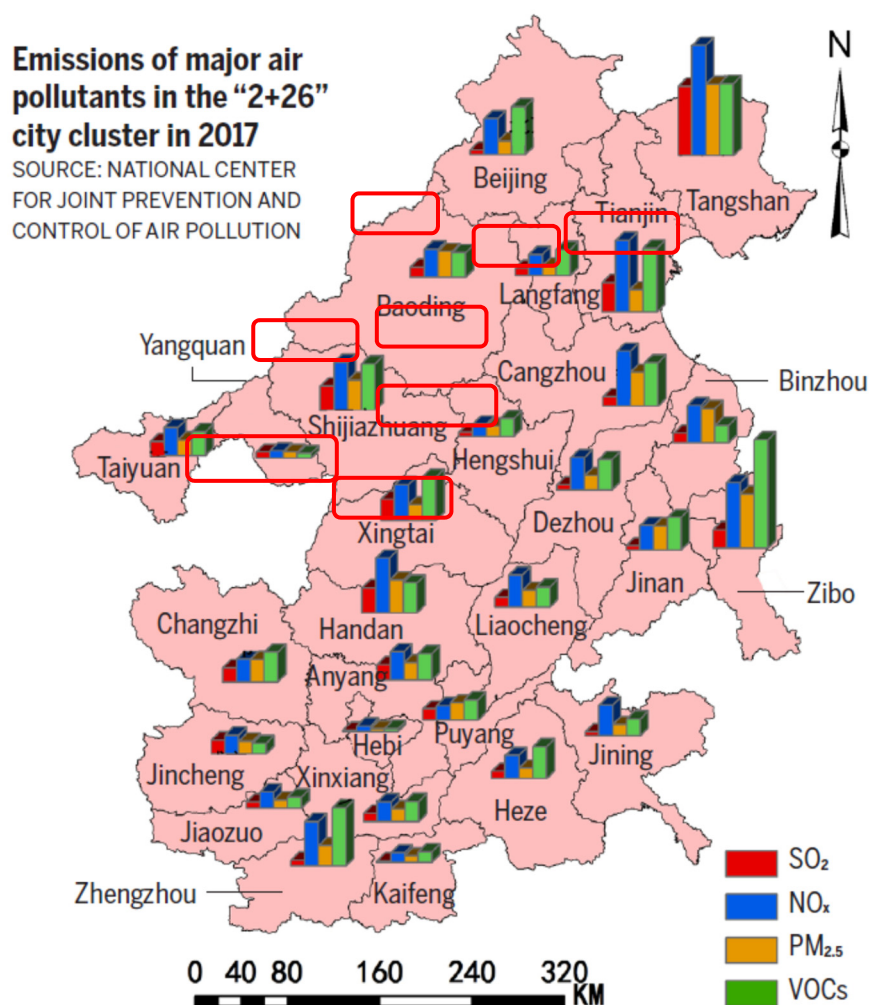 Emissions of major air
pollutants in the “2+26”
city cluster in 2017
SOURCE: NATIONAL CENTER
FOR JOINT PREVENTION AND
CONTROL OF AIR POLLUTION
N
Beijing
Tianjin
Tangshan
Baoding
Langfang
Yangquan
Cangzhou
Binzhou
Shijiazhuang
Taiyuan
Hengshui
Dezhou
Xingtai
Jinan
Zibo
Changzhi
Handan
Liaocheng
Anyang
Puyang
Hebi
Jining
Jincheng
Xinxiang
Heze
Jiaozuo
Zhengzhou
Kaifeng
SO₂
NOₓ
PM₂.₅
VOCs
0 40 80 160 240 320
KM